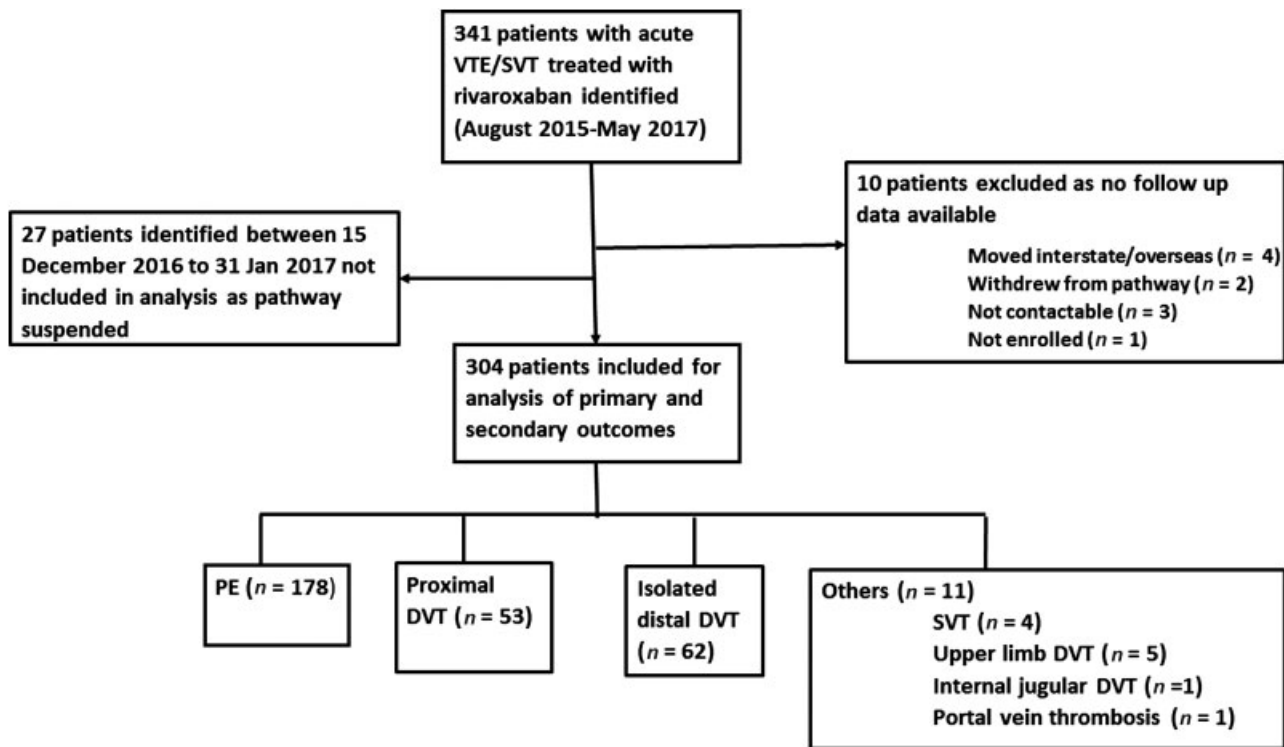 341 patients with acute
VTE/SVT treated with
rivaroxaban identified
(August 2015-May 2017)
10 patients excluded as no follow up
data available
Moved interstate/overseas (n = 4)
Withdrew from pathway (n = 2)
Not contactable (n = 3)
Not enrolled (n = 1)
27 patients identified between 15
December 2016 to 31 Jan 2017 not
included in analysis as pathway
suspended
304 patients included for
analysis of primary and
secondary outcomes
PE (n = 178)
Proximal
DVT (n = 53)
Isolated
distal DVT
(n = 62)
Others (n = 11)
SVT (n = 4)
Upper limb DVT (n = 5)
Internal jugular DVT (n =1)
Portal vein thrombosis (n = 1)